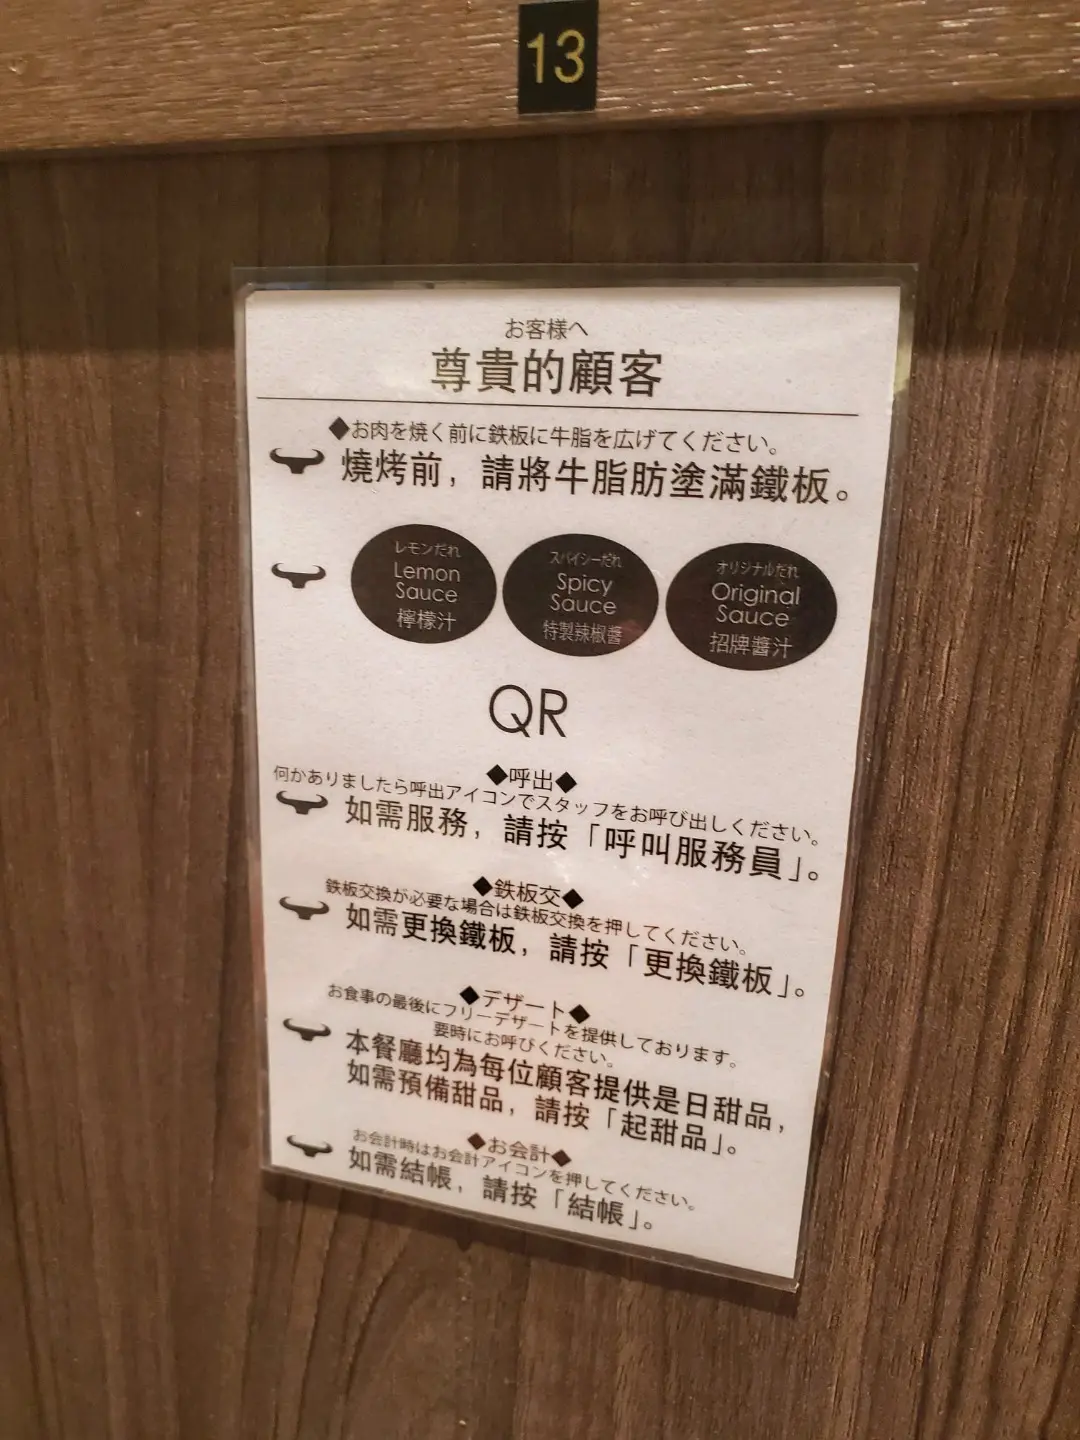 13
お客様へ
尊貴的顧客
◆お肉を焼く前に鉄板に牛脂を広げてください。
燒烤前，請將牛脂肪塗滿鐵板。
レモンだれ
Lemon
Sauce
檸檬汁
スパイシーだれ
Spicy
Sauce
特製辣椒醬
オリジナルだれ
Original
Sauce
招牌醬汁
QR
◆呼出◆
何かありましたら呼出アイコンでスタッフをお呼び出しください。
如需服務，請按「呼叫服務員」。
◆鉄板交◆
鉄板交換が必要な場合は鉄板交換を押してください。
如需更換鐵板，請按「更換鐵板」。
◆デザート◆
お食事の最後にフリーデザートを提供しております。
要時にお呼びください。
本餐廳均為每位顧客提供是日甜品，
如需預備甜品，請按「起甜品」。
◆お会計◆
お会計時はお会計アイコンを押してください。
如需結帳，請按「結帳」。